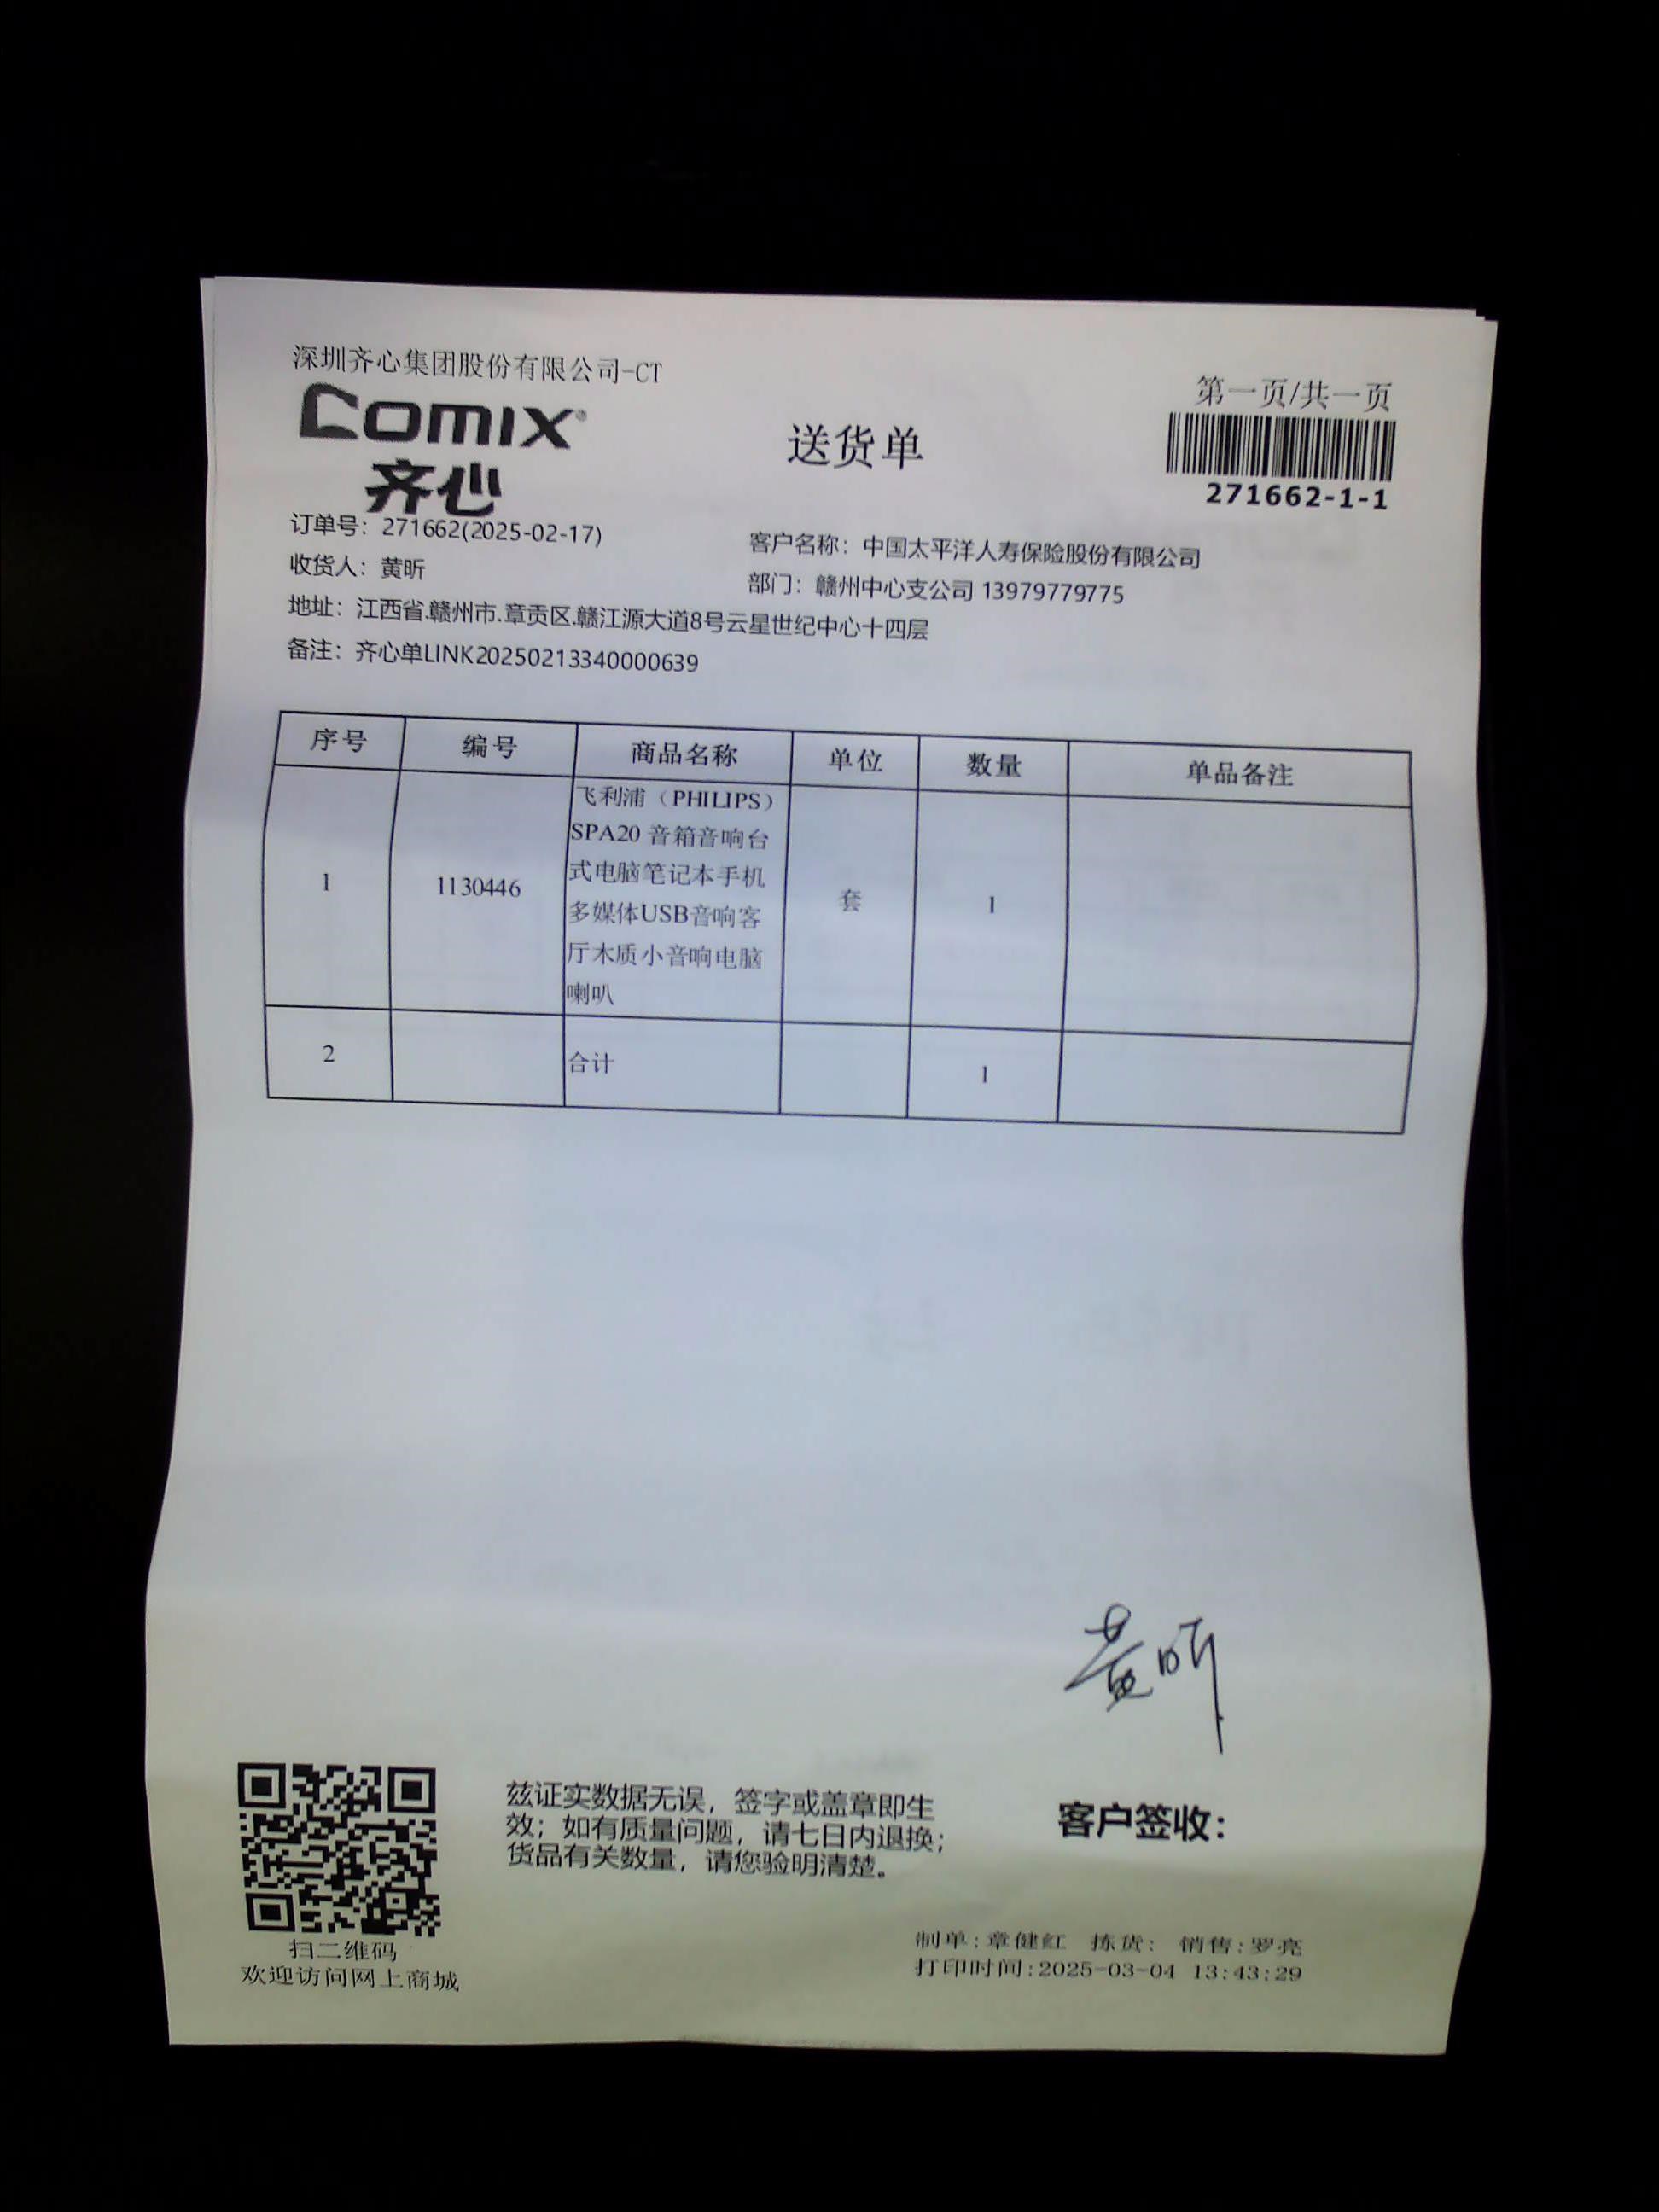 深圳齐心集团股份有限公司-CT
第一页/共一页
COMIX®
齐心
送货单
271662-1-1
订单号：271662(2025-02-17)
客户名称：中国太平洋人寿保险股份有限公司
收货人：黄昕
部门：赣州中心支公司 13979779775
地址：江西省.赣州市.章贡区.赣江源大道8号云星世纪中心十四层
备注：齐心单LINK20250213340000639
序号 编号 商品名称 单位 数量 单品备注
飞利浦（PHILIPS）
SPA20 音箱音响台
式电脑笔记本手机
1 1130446 多媒体USB音响客 套 1
厅木质小音响电脑
喇叭
2 合计 1
黄昕
兹证实数据无误，签字或盖章即生
效；如有质量问题，请七日内退换；
货品有关数量，请您验明清楚。
客户签收：
扫二维码
欢迎访问网上商城
制单:章健红 拣货: 销售:罗亮
打印时间:2025-03-04 13:43:29